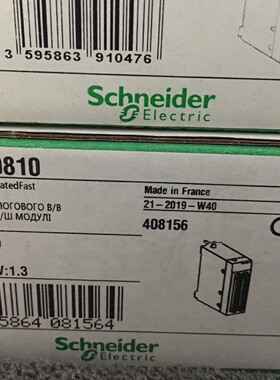 3 595863 910476
Schneider
Electric
0810
atedFast
Made in France
ЛОГОВОГО В/В
21-2019-W40
/Ш МОДУЛІ
408156
V:1.3
5864 081564
Schneider
Electric